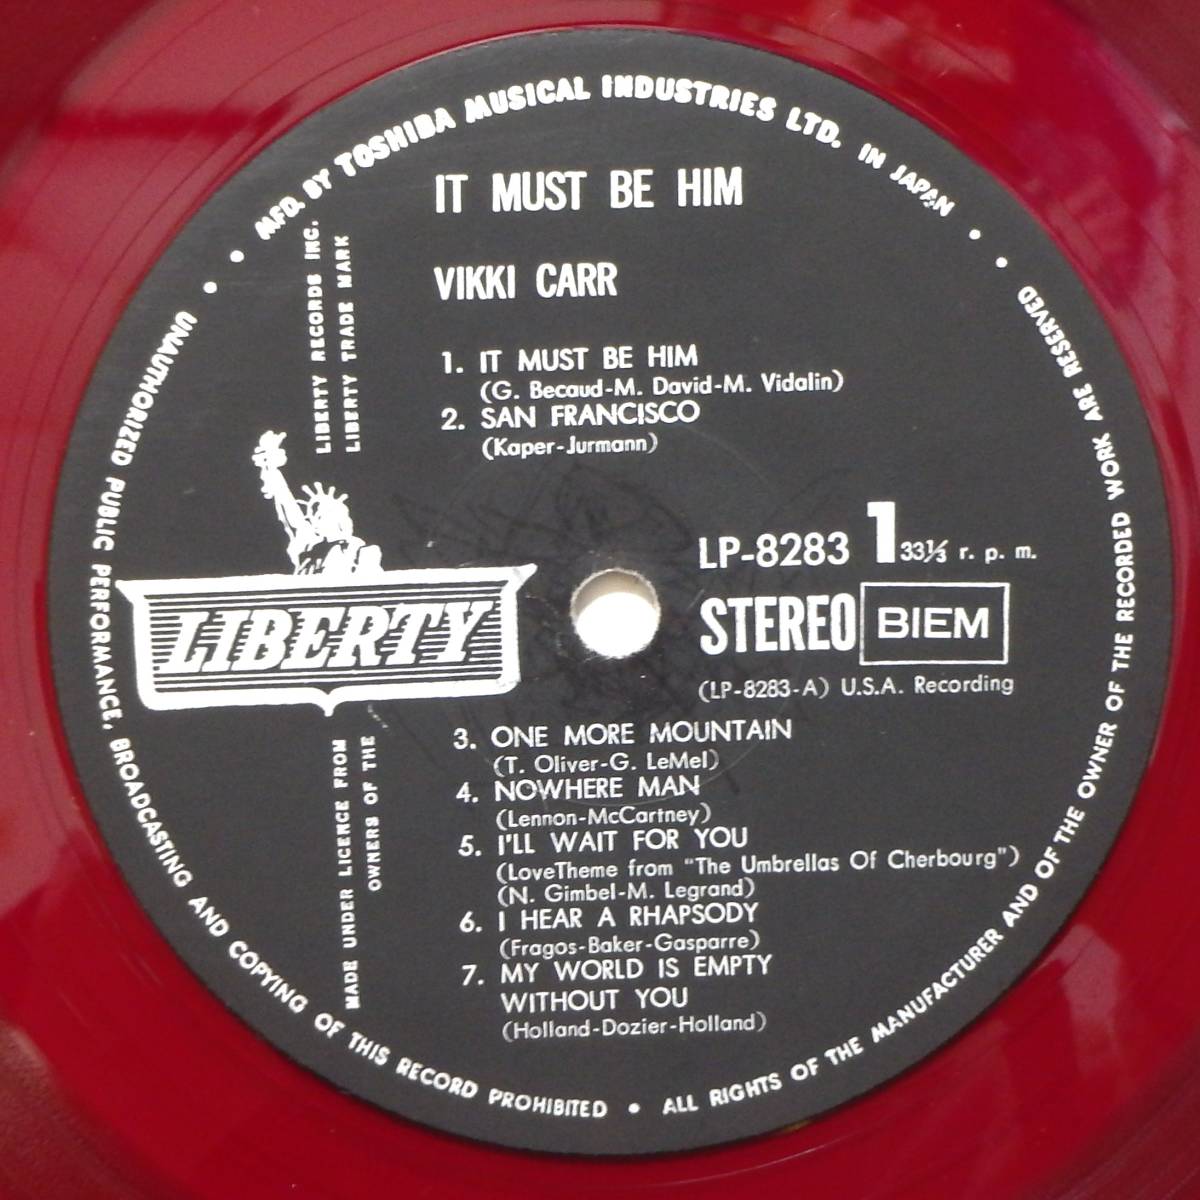 MFD. BY TOSHIBA MUSICAL INDUSTRIES LTD. IN JAPAN
IT MUST BE HIM
VIKKI CARR
LIBERTY RECORDS INC.
LIBERTY TRADE MARK
1. IT MUST BE HIM
(G. Becaud-M. David-M. Vidalin)
2. SAN FRANCISCO
(Kaper-Jurmann)
LIBERTY
LP-8283 1 33⅓ r. p. m.
STEREO BIEM
(LP-8283-A) U.S.A. Recording
MADE UNDER LICENCE FROM
OWNERS OF THE
3. ONE MORE MOUNTAIN
(T. Oliver-G. LeMel)
4. NOWHERE MAN
(Lennon-McCartney)
5. I'LL WAIT FOR YOU
(LoveTheme from "The Umbrellas Of Cherbourg")
(N. Gimbel-M. Legrand)
6. I HEAR A RHAPSODY
(Fragos-Baker-Gasparre)
7. MY WORLD IS EMPTY
WITHOUT YOU
(Holland-Dozier-Holland)
UNAUTHORIZED PUBLIC PERFORMANCE, BROADCASTING AND COPYING OF THIS RECORD PROHIBITED • ALL RIGHTS OF THE MANUFACTURER AND OF THE OWNER OF THE RECORDED WORK ARE RESERVED